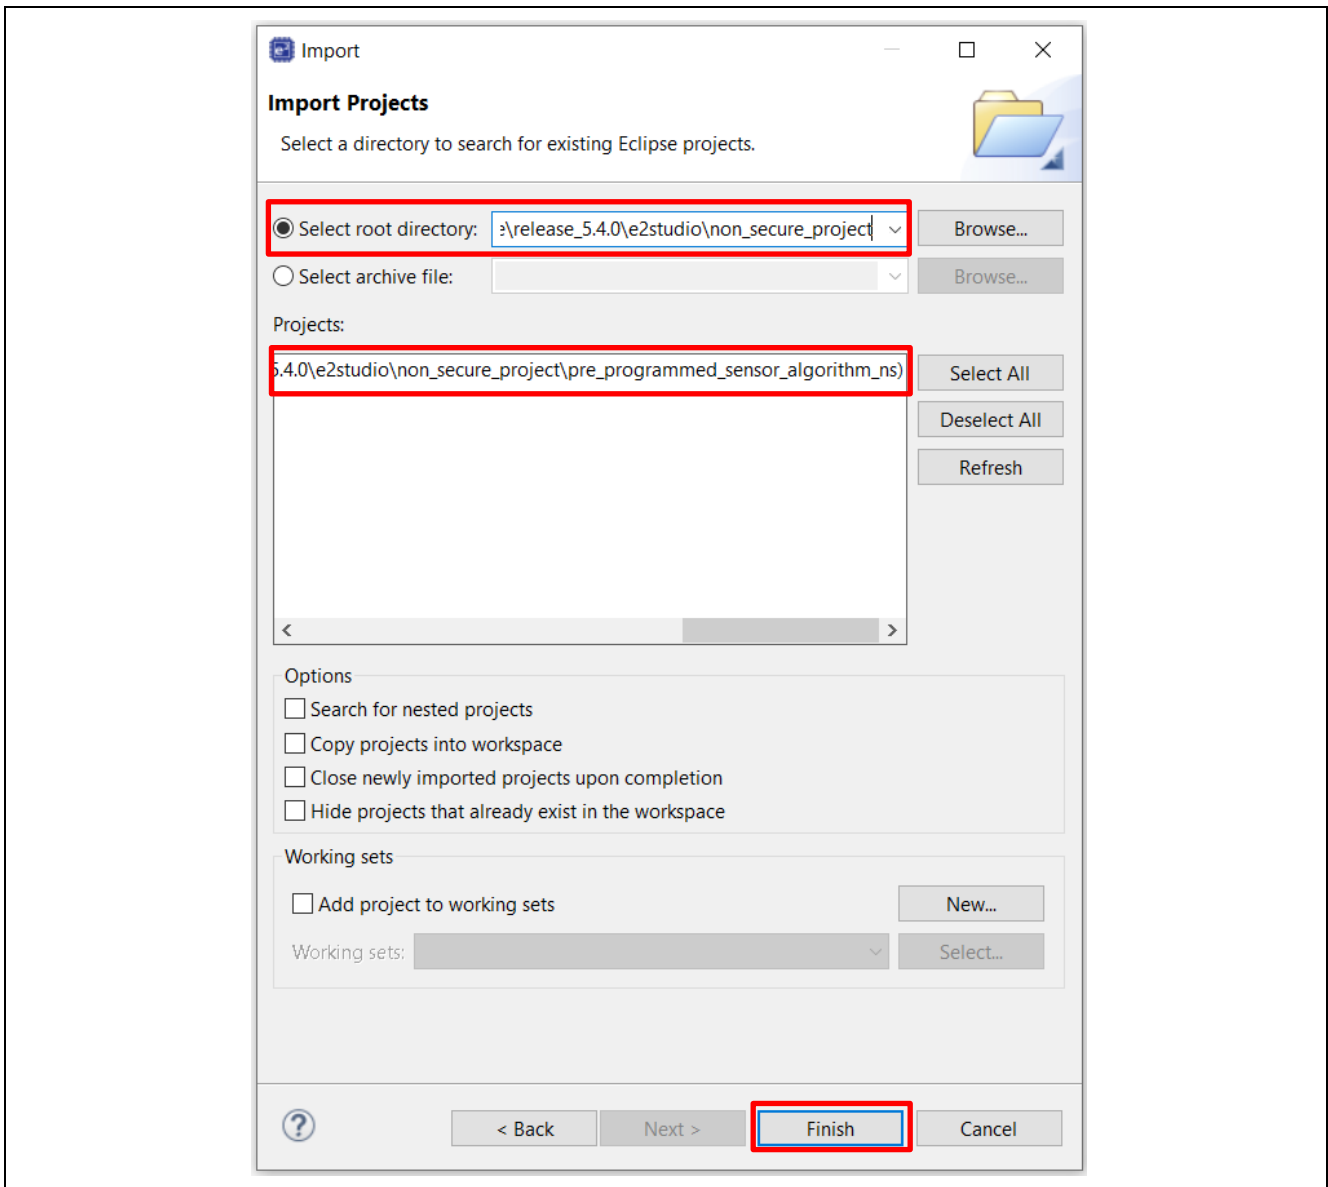 Import
Import Projects
Select a directory to search for existing Eclipse projects.
Select root directory: \release_5.4.0\e2studio\non_secure_project Browse...
Select archive file: Browse...
Projects:
5.4.0\e2studio\non_secure_project\pre_programmed_sensor_algorithm_ns) Select All
Deselect All
Refresh
Options
Search for nested projects
Copy projects into workspace
Close newly imported projects upon completion
Hide projects that already exist in the workspace
Working sets
Add project to working sets New...
Working sets: Select...
? < Back Next > Finish Cancel